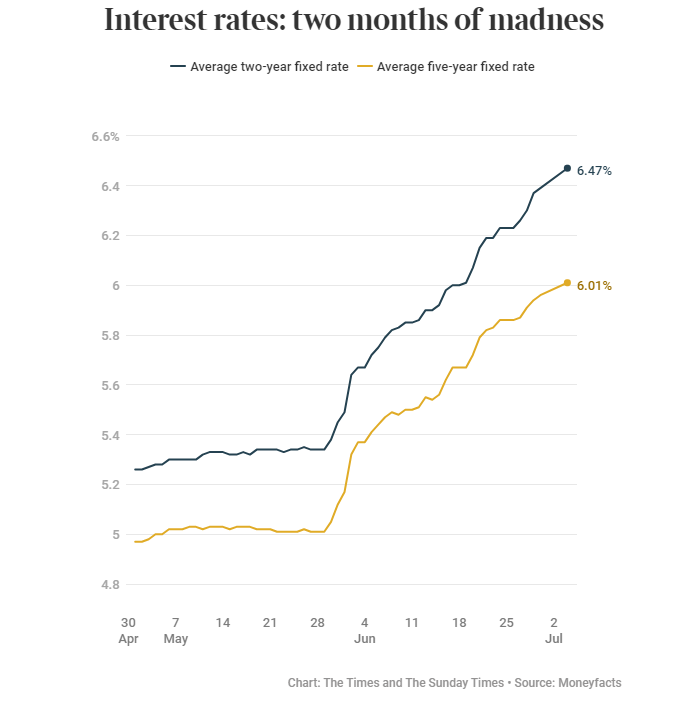 Interest rates: two months of madness
Average two-year fixed rate Average five-year fixed rate
6.6%
6.4
6.47%
6.2
6
6.01%
5.8
5.6
5.4
5.2
5
4.8
30 7 14 21 28 4 11 18 25 2
Apr May Jun Jul
Chart: The Times and The Sunday Times • Source: Moneyfacts